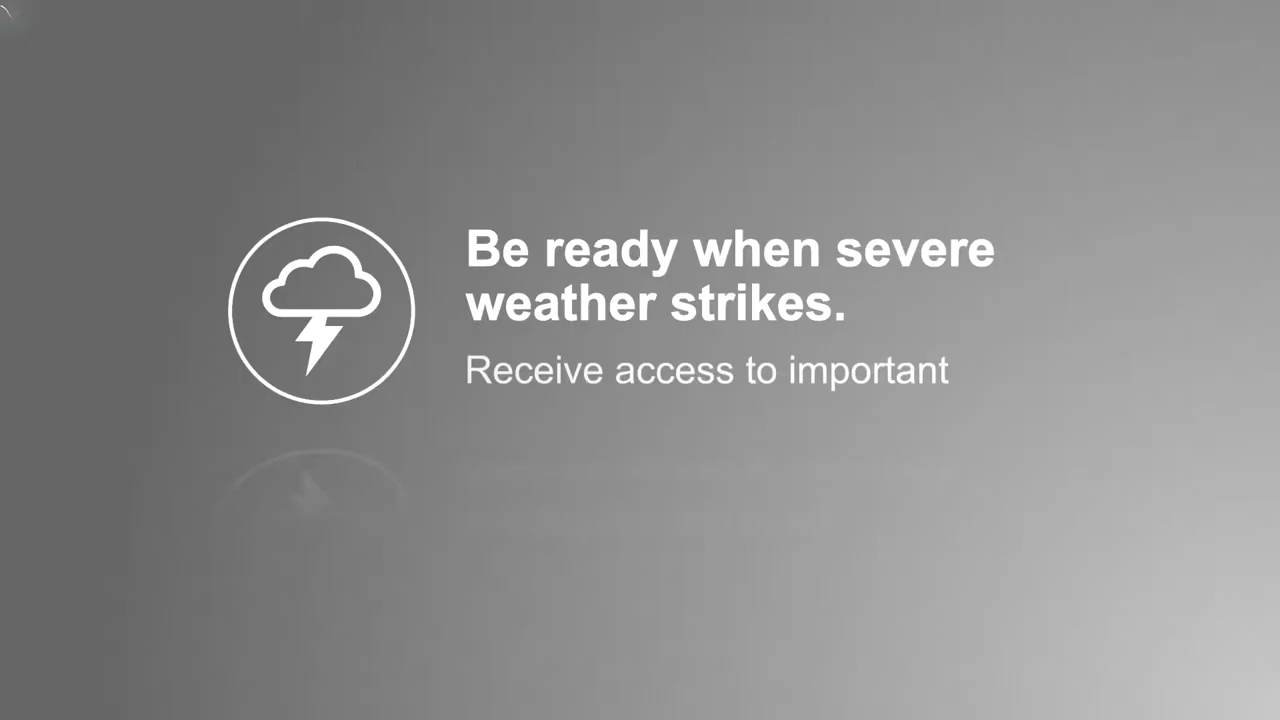 Be ready when severe
weather strikes.
Receive access to important